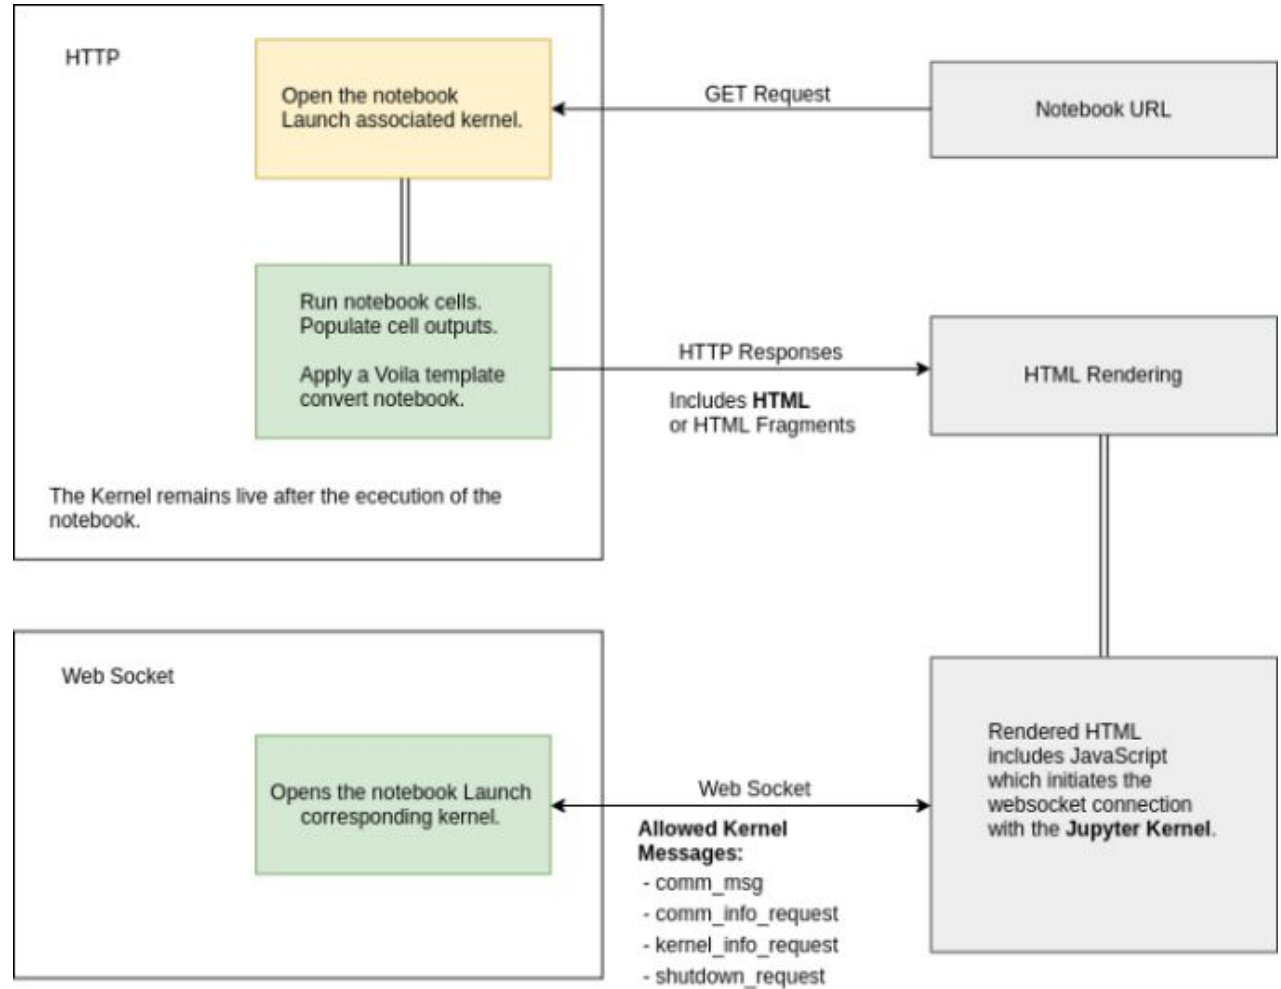 HTTP
Open the notebook
Launch associated kernel.
GET Request
Notebook URL
Run notebook cells.
Populate cell outputs.
Apply a Voila template
convert notebook.
HTTP Responses
Includes HTML
or HTML Fragments
HTML Rendering
The Kernel remains live after the ececution of the
notebook.
Web Socket
Opens the notebook Launch
corresponding kernel.
Web Socket
Allowed Kernel
Messages:
- comm_msg
- comm_info_request
- kernel_info_request
- shutdown_request
Rendered HTML
includes JavaScript
which initiates the
websocket connection
with the Jupyter Kernel.